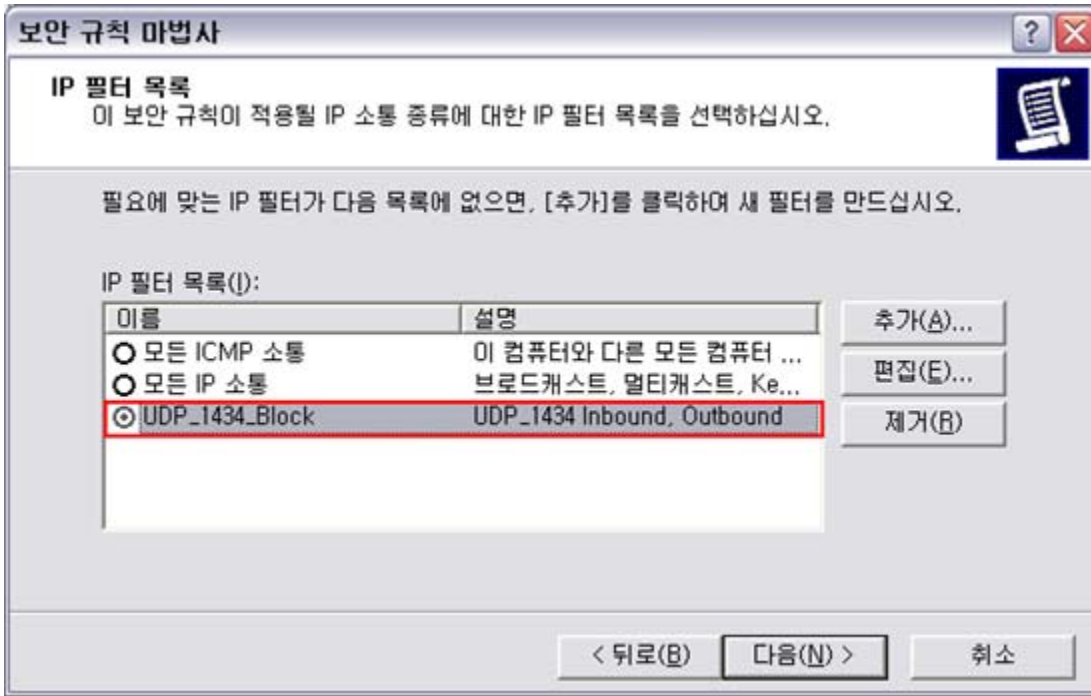 보안 규칙 마법사
IP 필터 목록
이 보안 규칙이 적용될 IP 소통 종류에 대한 IP 필터 목록을 선택하십시오.
필요에 맞는 IP 필터가 다음 목록에 없으면, [추가]를 클릭하여 새 필터를 만드십시오.
IP 필터 목록(I):
이름 설명
모든 ICMP 소통 이 컴퓨터와 다른 모든 컴퓨터 ...
모든 IP 소통 브로드캐스트, 멀티캐스트, Ke...
UDP_1434_Block UDP_1434 Inbound, Outbound
추가(A)...
편집(E)...
제거(R)
< 뒤로(B) 다음(N) > 취소